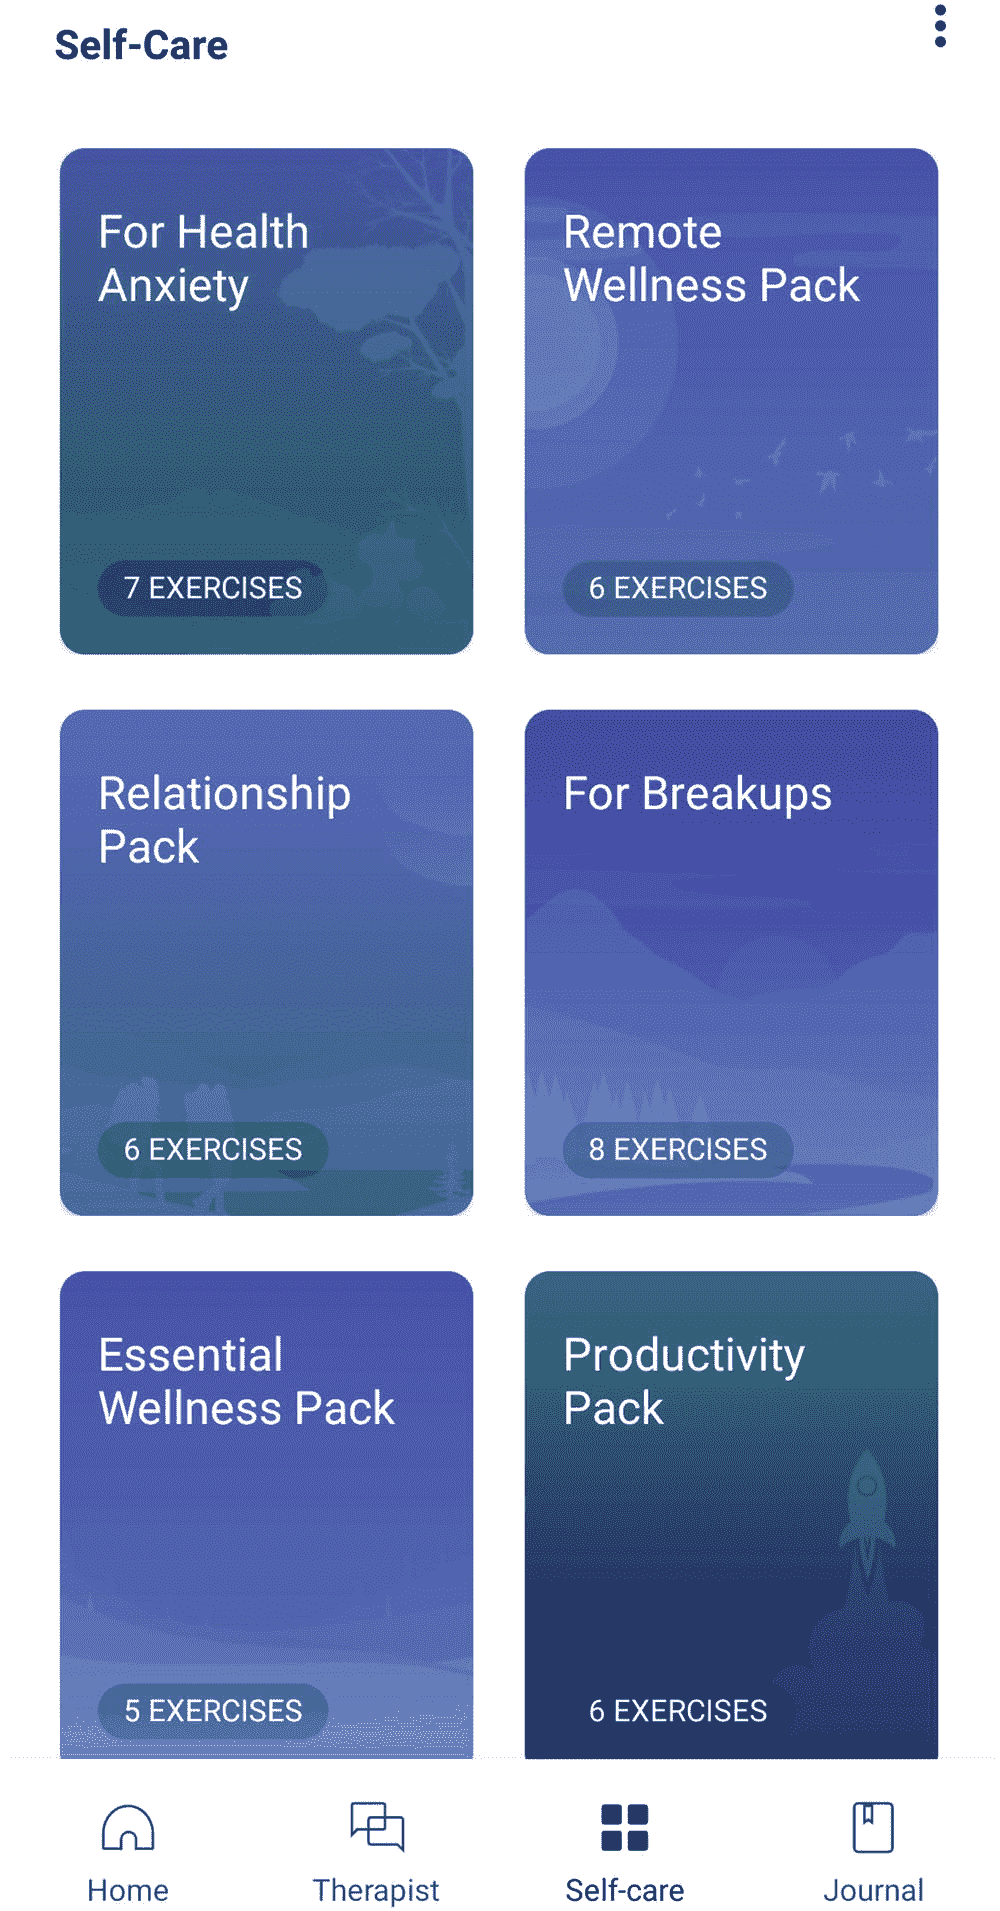 Self-Care
For Health
Anxiety
7 EXERCISES
Remote
Wellness Pack
6 EXERCISES
Relationship
Pack
6 EXERCISES
For Breakups
8 EXERCISES
Essential
Wellness Pack
5 EXERCISES
Productivity
Pack
6 EXERCISES
Home
Therapist
Self-care
Journal